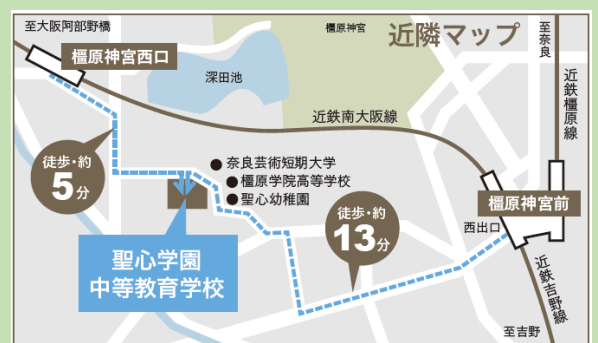 至大阪阿部野橋
橿原神宮西口
深田池
橿原神宮
近隣マップ
至奈良
近鉄橿原線
近鉄南大阪線
徒歩・約
5分
奈良芸術短期大学
橿原学院高等学校
聖心幼稚園
徒歩・約
13分
橿原神宮前
西出口
聖心学園
中等教育学校
近鉄吉野線
至吉野